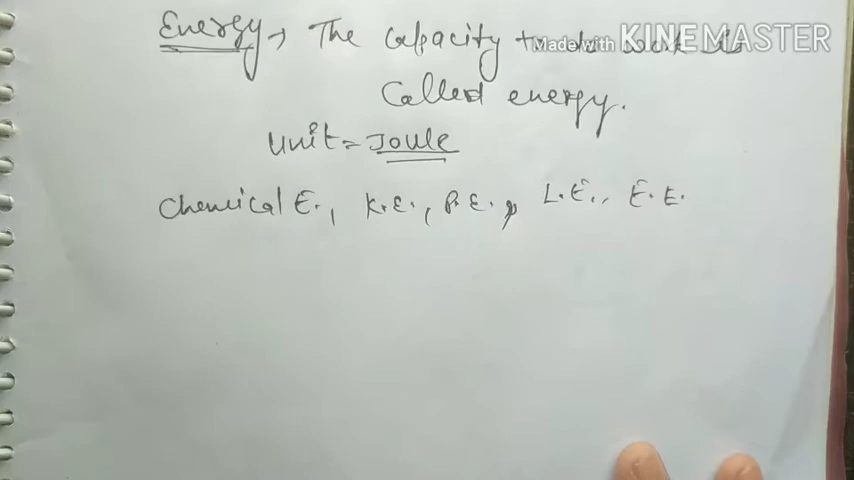 Energy → The capacity to do work is
Made with KINEMASTER
Called energy.
Unit = Joule
Chemical E., K.E., P.E., L.E., E.E.